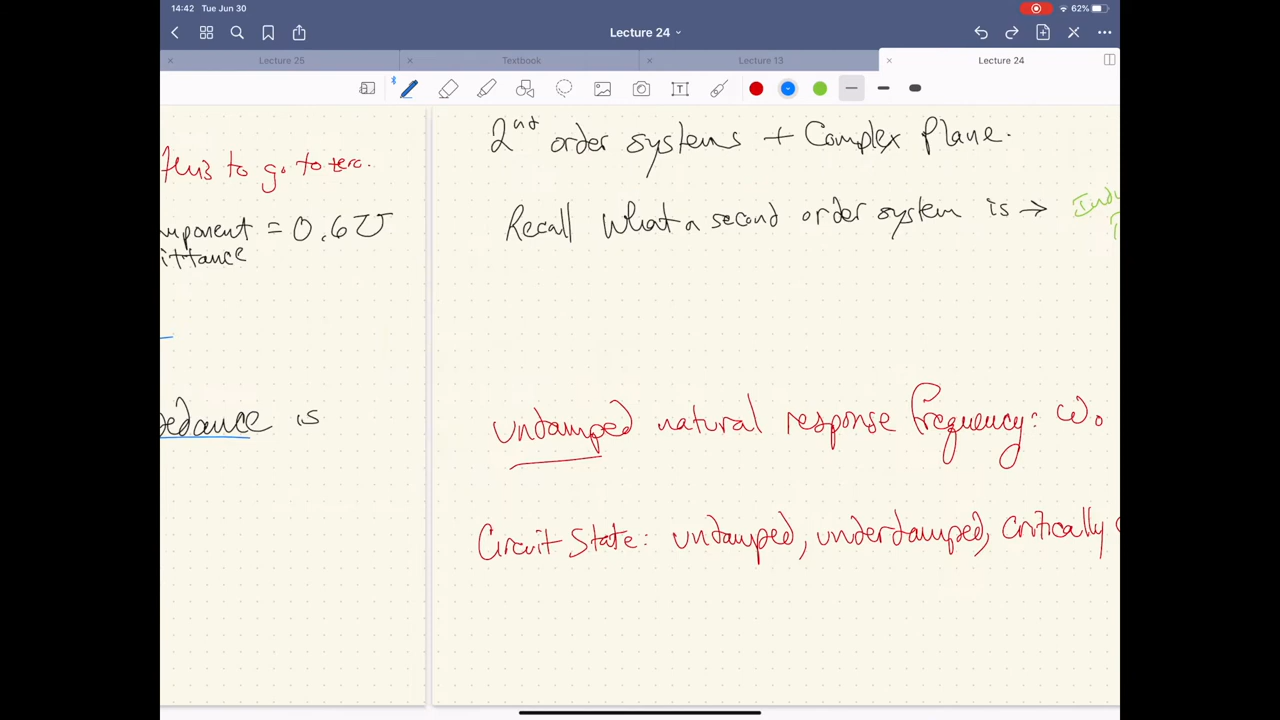 14:42 Tue Jun 30
62%
Lecture 24
Lecture 25
Textbook
Lecture 13
Lecture 24
this to go to zero.
mponent = 0.6℧
ittance
edance is
2nd order systems + Complex Plane.
Recall What a second order system is →
undamped natural response frequency: ω0
Circuit State: undamped, underdamped, critically